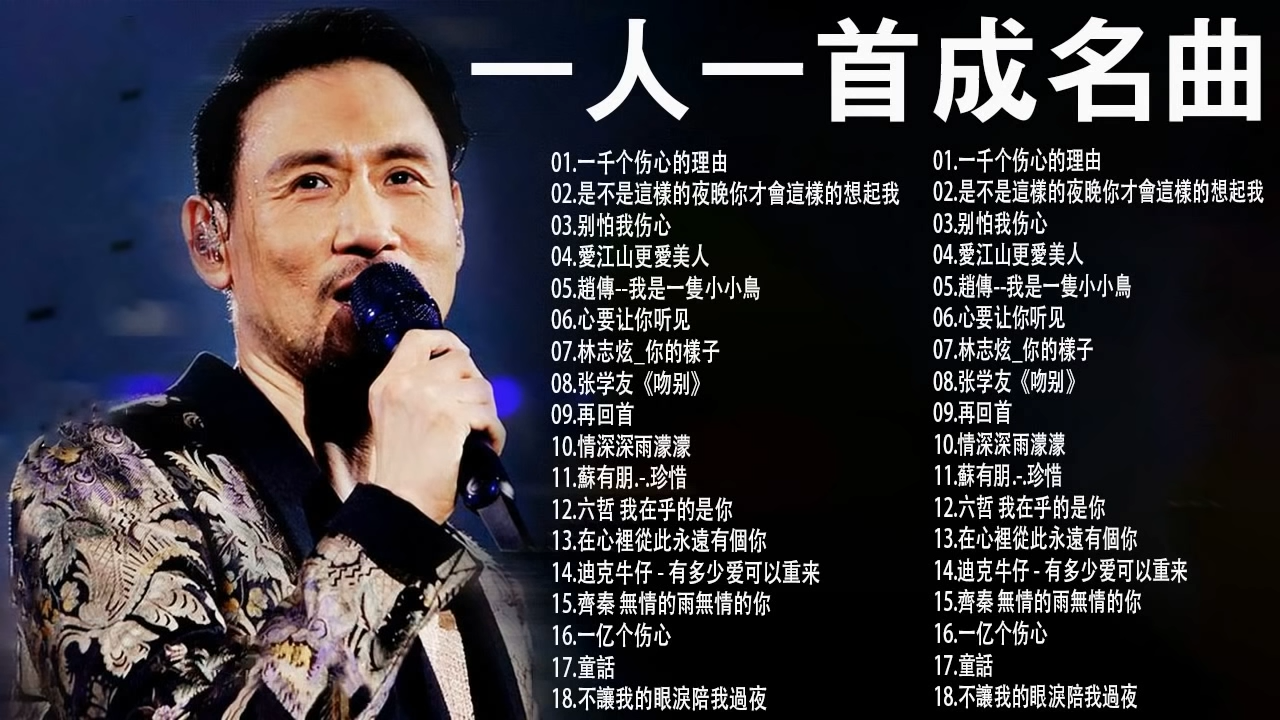 一人一首成名曲
01.一千个伤心的理由
02.是不是這樣的夜晚你才會這樣的想起我
03.别怕我伤心
04.愛江山更愛美人
05.趙傳--我是一隻小小鳥
06.心要让你听见
07.林志炫_你的樣子
08.张学友《吻别》
09.再回首
10.情深深雨濛濛
11.蘇有朋.-.珍惜
12.六哲 我在乎的是你
13.在心裡從此永遠有個你
14.迪克牛仔 - 有多少爱可以重来
15.齊秦 無情的雨無情的你
16.一亿个伤心
17.童話
18.不讓我的眼淚陪我過夜
01.一千个伤心的理由
02.是不是這樣的夜晚你才會這樣的想起我
03.别怕我伤心
04.愛江山更愛美人
05.趙傳--我是一隻小小鳥
06.心要让你听见
07.林志炫_你的樣子
08.张学友《吻别》
09.再回首
10.情深深雨濛濛
11.蘇有朋.-.珍惜
12.六哲 我在乎的是你
13.在心裡從此永遠有個你
14.迪克牛仔 - 有多少爱可以重来
15.齊秦 無情的雨無情的你
16.一亿个伤心
17.童話
18.不讓我的眼淚陪我過夜